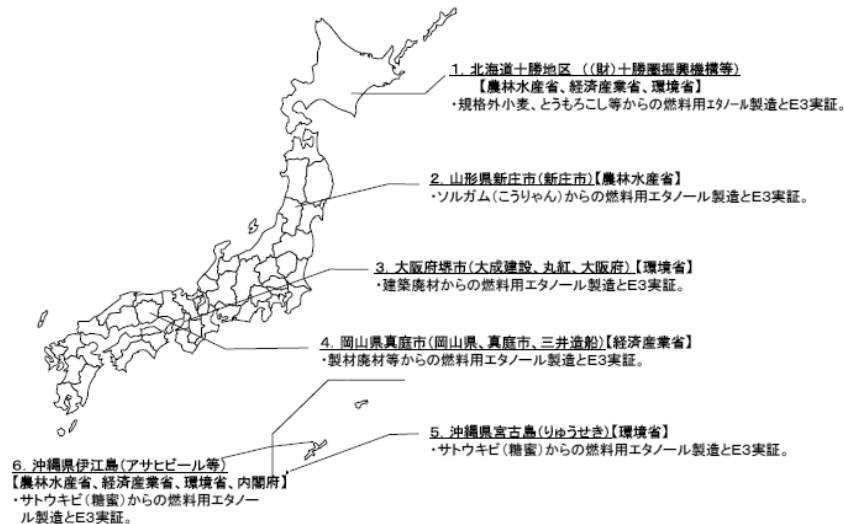 1. 北海道十勝地区 ((財)十勝圏振興機構等)
【農林水産省、経済産業省、環境省】
・規格外小麦、とうもろこし等からの燃料用エタノール製造とE3実証。
2. 山形県新庄市(新庄市)【農林水産省】
・ソルガム(こうりゃん)からの燃料用エタノール製造とE3実証。
3. 大阪府堺市(大成建設、丸紅、大阪府)【環境省】
・建築廃材からの燃料用エタノール製造とE3実証。
4. 岡山県真庭市(岡山県、真庭市、三井造船)【経済産業省】
・製材廃材等からの燃料用エタノール製造とE3実証。
5. 沖縄県宮古島(りゅうせき)【環境省】
・サトウキビ(糖蜜)からの燃料用エタノール製造とE3実証。
6. 沖縄県伊江島(アサヒビール等)
【農林水産省、経済産業省、環境省、内閣府】
・サトウキビ(糖蜜)からの燃料用エタノー
ル製造とE3実証。